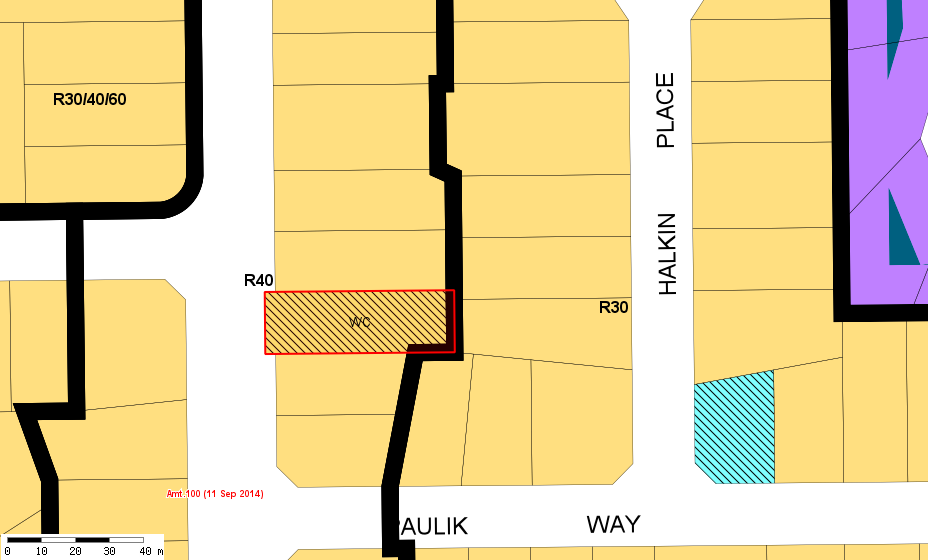 R30/40/60
PLACE
HALKIN
R40
R30
WC
Amt.100 (11 Sep 2014)
PAULIK WAY
0 10 20 30 40 m